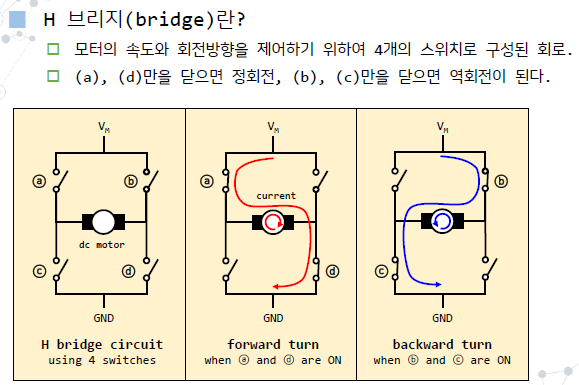 H 브리지(bridge)란?
모터의 속도와 회전방향을 제어하기 위하여 4개의 스위치로 구성된 회로.
(a), (d)만을 닫으면 정회전, (b), (c)만을 닫으면 역회전이 된다.
V_M
ⓐ ⓑ
dc motor
ⓒ ⓓ
GND
H bridge circuit
using 4 switches
ⓐ
current
ⓓ
GND
forward turn
when ⓐ and ⓓ are ON
V_M
ⓑ
ⓒ
GND
backward turn
when ⓑ and ⓒ are ON